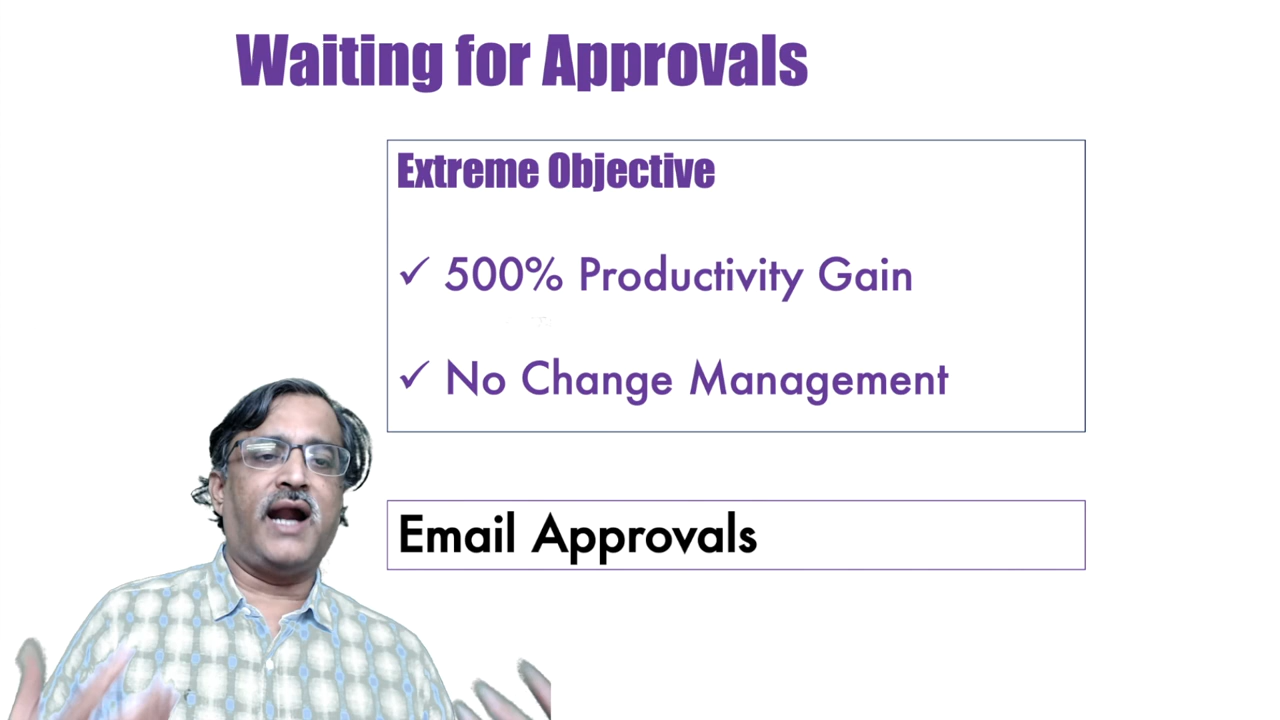 Waiting for Approvals
Extreme Objective
✓ 500% Productivity Gain
✓ No Change Management
Email Approvals